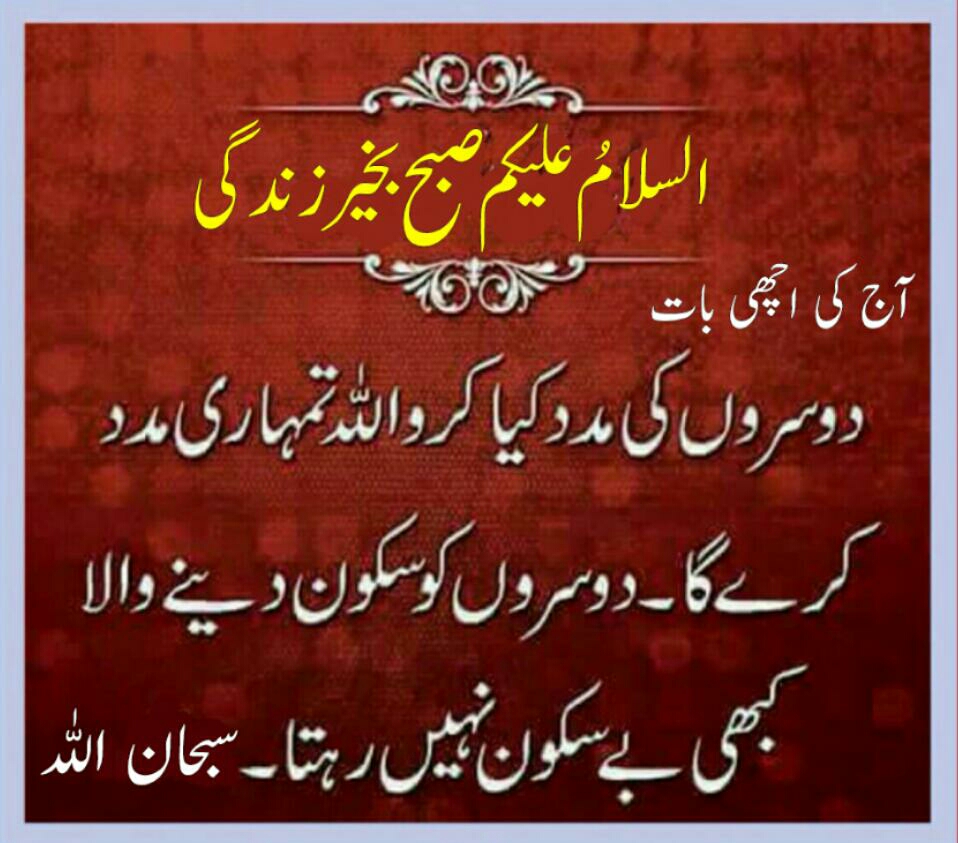 السلامُ علیکم صبح بخیر زندگی
آج کی اچھی بات
دوسروں کی مدد کیا کرو اللہ تمہاری مدد
کرے گا۔ دوسروں کو سکون دینے والا
کبھی بے سکون نہیں رہتا۔ سبحان اللہ